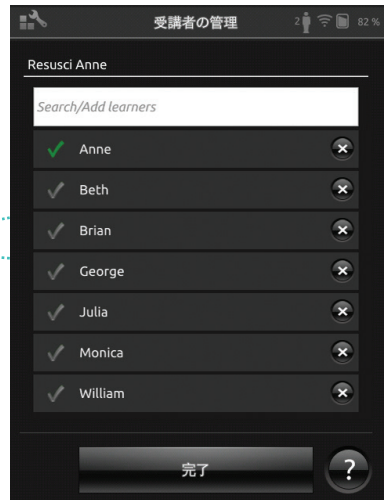 受講者の管理
2
82 %
Resusci Anne
Search/Add learners
Anne
Beth
Brian
George
Julia
Monica
William
完了
?